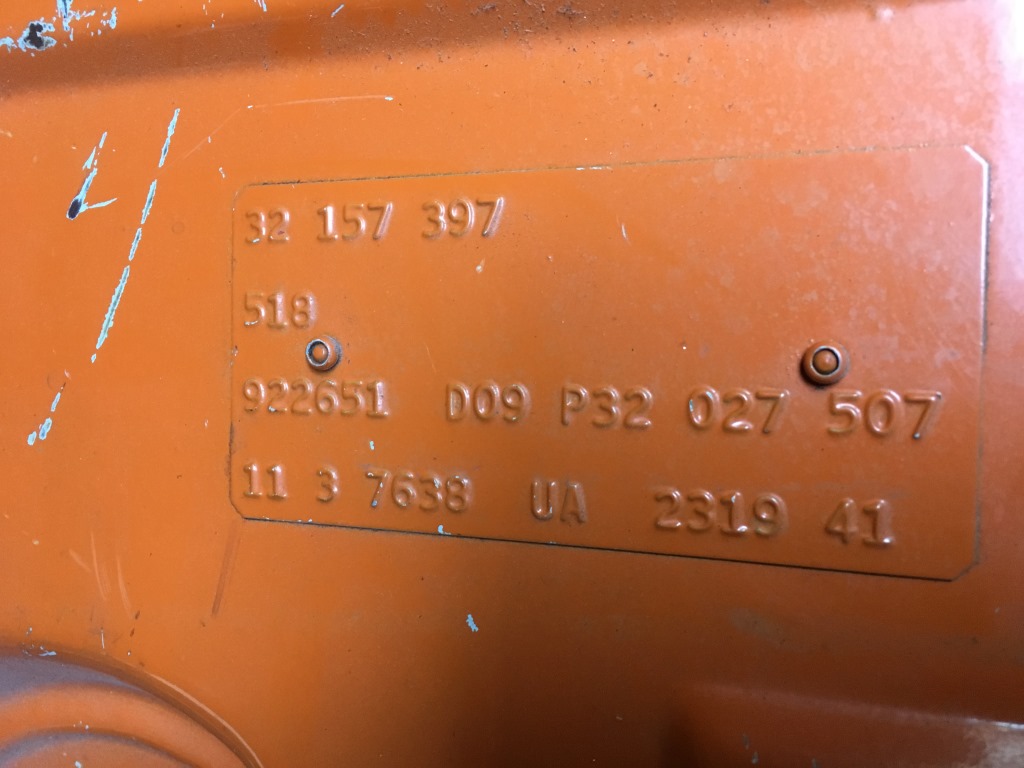 32 157 397
518
922651 D09 P32 027 507
11 3 7638 UA 2319 41